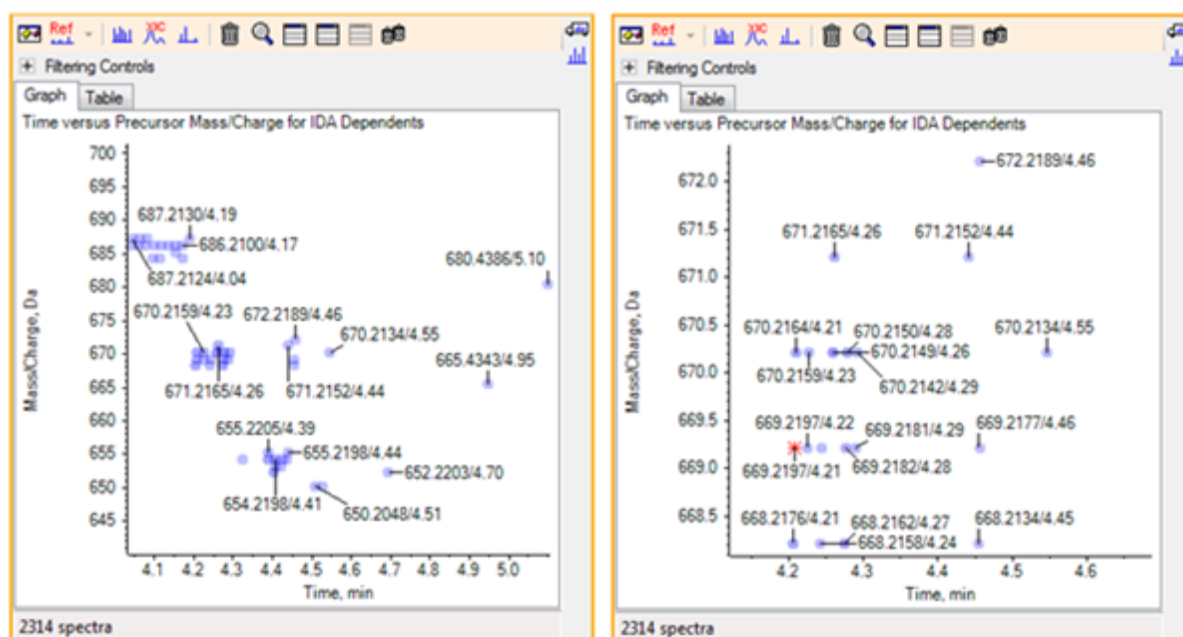 Ref
XIC
Filtering Controls
Graph Table
Time versus Precursor Mass/Charge for IDA Dependents
Mass/Charge, Da
700
695
690
685
680
675
670
665
660
655
650
645
687.2130/4.19
686.2100/4.17
687.2124/4.04
680.4386/5.10
670.2159/4.23
672.2189/4.46
670.2134/4.55
665.4343/4.95
671.2165/4.26
671.2152/4.44
655.2205/4.39
655.2198/4.44
652.2203/4.70
654.2198/4.41
650.2048/4.51
4.1 4.2 4.3 4.4 4.5 4.6 4.7 4.8 4.9 5.0
Time, min
2314 spectra
Ref
XIC
Filtering Controls
Graph Table
Time versus Precursor Mass/Charge for IDA Dependents
Mass/Charge, Da
672.0
671.5
671.0
670.5
670.0
669.5
669.0
668.5
672.2189/4.46
671.2165/4.26
671.2152/4.44
670.2164/4.21
670.2150/4.28
670.2134/4.55
670.2149/4.26
670.2159/4.23
670.2142/4.29
669.2197/4.22
669.2181/4.29
669.2177/4.46
669.2197/4.21
669.2182/4.28
668.2176/4.21
668.2162/4.27
668.2134/4.45
668.2158/4.24
4.2 4.3 4.4 4.5 4.6
Time, min
2314 spectra